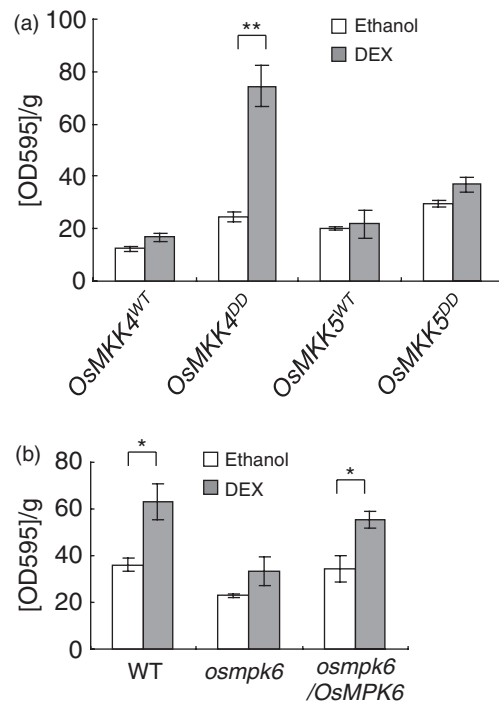 (a)
[OD595]/g
100
80
60
40
20
0
Ethanol
DEX
**
OsMKK4WT
OsMKK4DD
OsMKK5WT
OsMKK5DD
(b)
[OD595]/g
80
60
40
20
0
Ethanol
DEX
*
*
WT
osmpk6
osmpk6
/OsMPK6